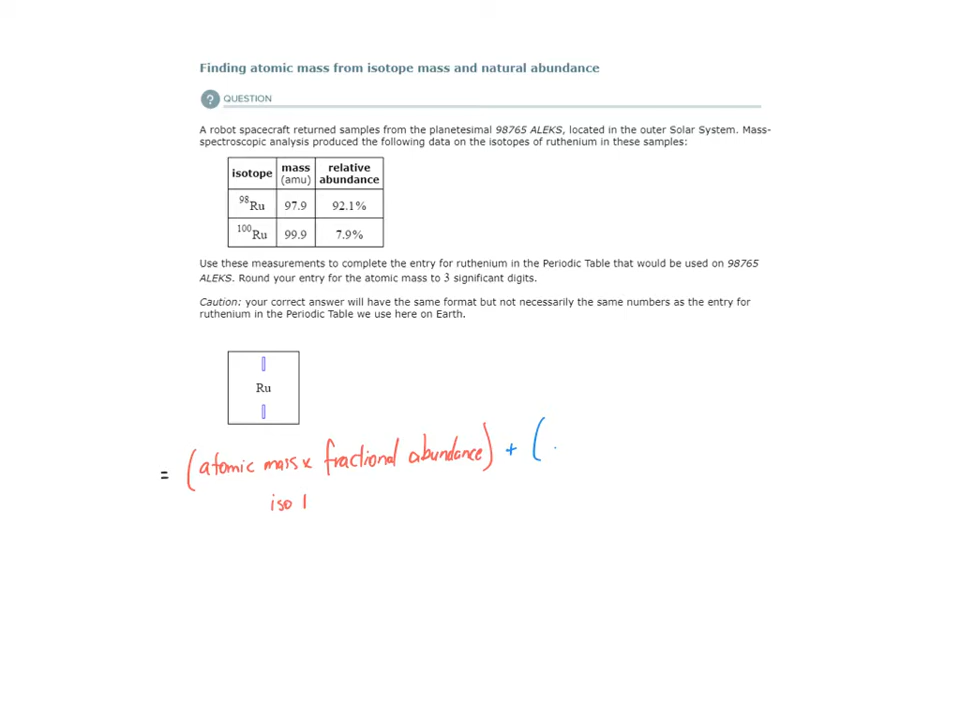 Finding atomic mass from isotope mass and natural abundance
? QUESTION
A robot spacecraft returned samples from the planetesimal 98765 ALEKS, located in the outer Solar System. Mass-
spectroscopic analysis produced the following data on the isotopes of ruthenium in these samples:
isotope mass (amu) relative abundance
⁹⁸Ru 97.9 92.1%
¹⁰⁰Ru 99.9 7.9%
Use these measurements to complete the entry for ruthenium in the Periodic Table that would be used on 98765
ALEKS. Round your entry for the atomic mass to 3 significant digits.
Caution: your correct answer will have the same format but not necessarily the same numbers as the entry for
ruthenium in the Periodic Table we use here on Earth.
Ru
= (atomic mass x fractional abundance) + (
iso 1